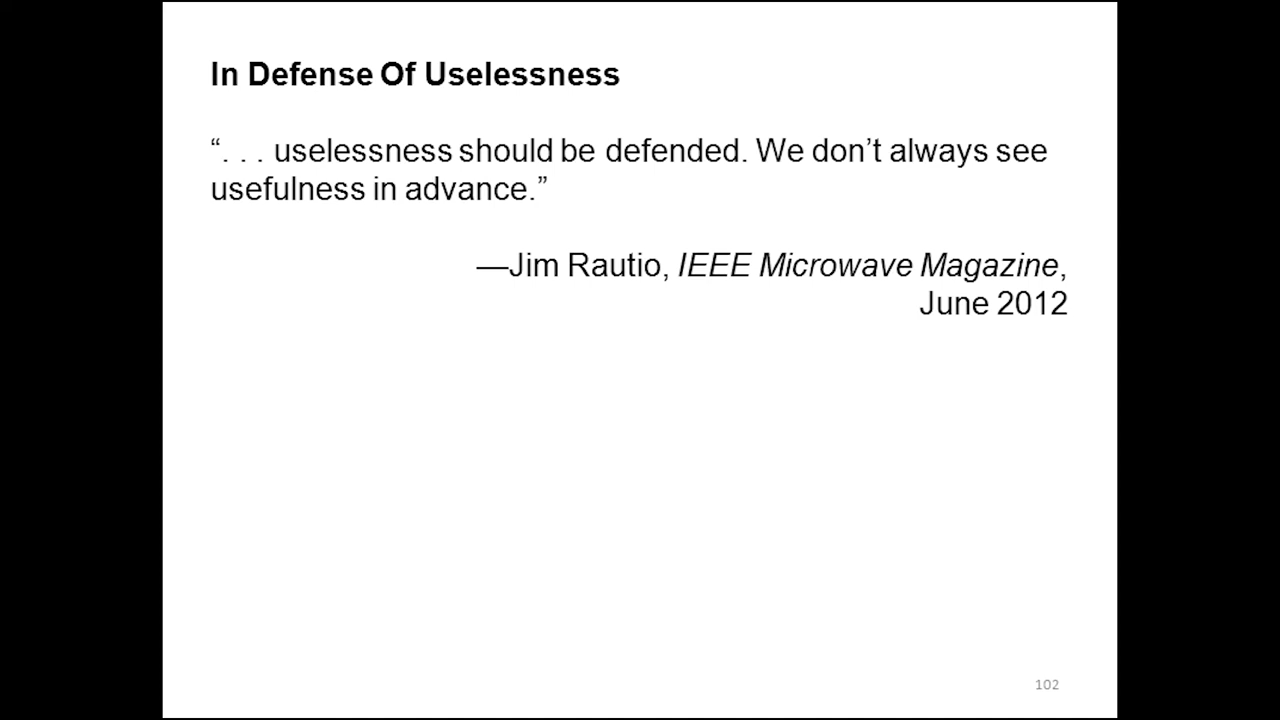 In Defense Of Uselessness
“. . . uselessness should be defended. We don’t always see
usefulness in advance.”
—Jim Rautio, IEEE Microwave Magazine,
June 2012
102